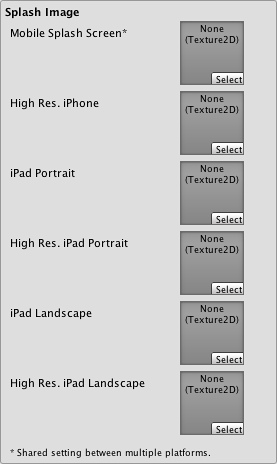 Splash Image
Mobile Splash Screen*
None
(Texture2D)
Select
High Res. iPhone
None
(Texture2D)
Select
iPad Portrait
None
(Texture2D)
Select
High Res. iPad Portrait
None
(Texture2D)
Select
iPad Landscape
None
(Texture2D)
Select
High Res. iPad Landscape
None
(Texture2D)
Select
* Shared setting between multiple platforms.